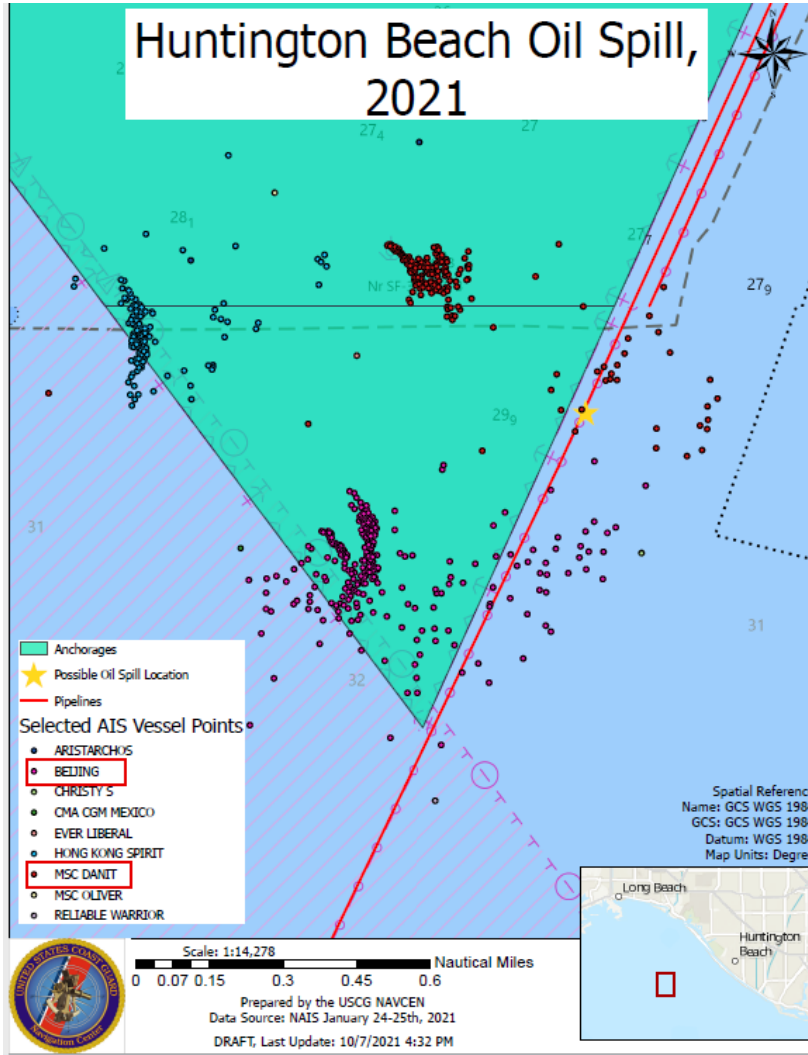 Huntington Beach Oil Spill,
2021
27₄
27
28₁
27₇
27₉
Nr SF-
29₉
31
31
32
Anchorages
Possible Oil Spill Location
Pipelines
Selected AIS Vessel Points
ARISTARCHOS
BEIJING
CHRISTY S
CMA CGM MEXICO
EVER LIBERAL
HONG KONG SPIRIT
MSC DANIT
MSC OLIVER
RELIABLE WARRIOR
Spatial Referenc
Name: GCS WGS 198
GCS: GCS WGS 198
Datum: WGS 198
Map Units: Degre
Long Beach
Huntington
Beach
UNITED STATES COAST GUARD
Navigation Center
Scale: 1:14,278
Nautical Miles
0 0.07 0.15 0.3 0.45 0.6
Prepared by the USCG NAVCEN
Data Source: NAIS January 24-25th, 2021
DRAFT, Last Update: 10/7/2021 4:32 PM